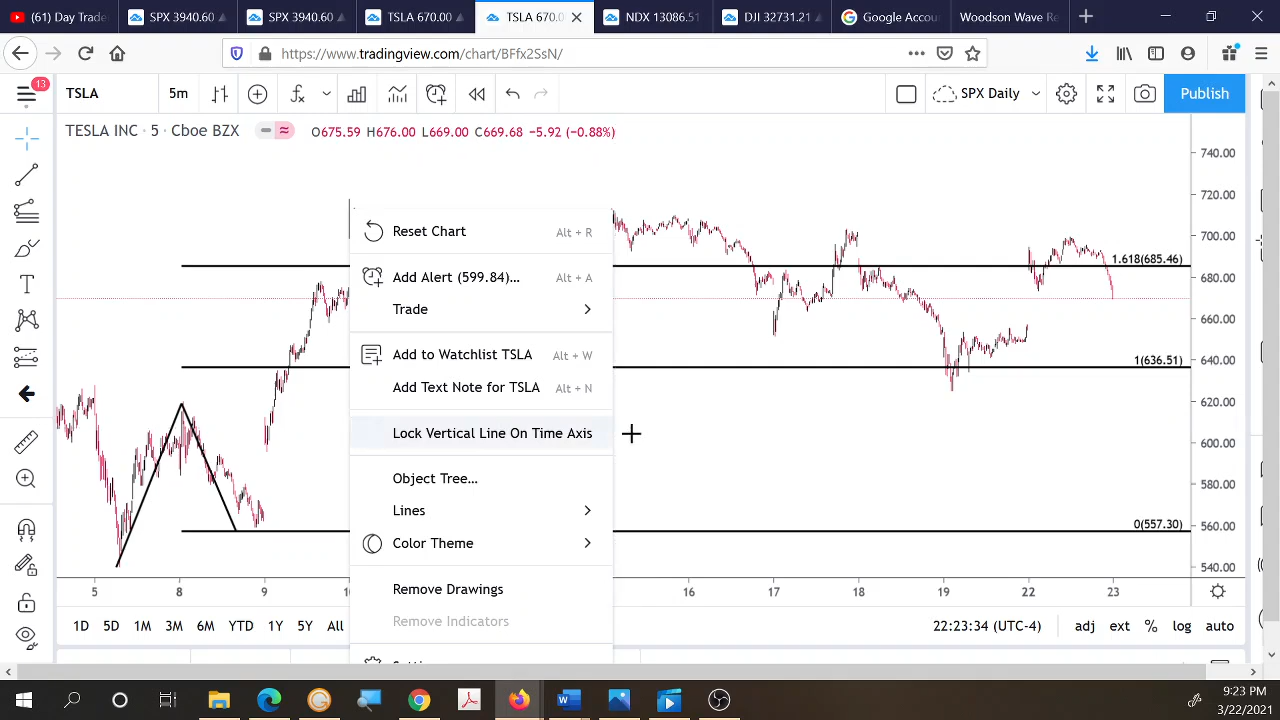 (61) Day Trade
SPX 3940.60
SPX 3940.60
TSLA 670.00
TSLA 670.0
NDX 13086.51
DJI 32731.21
Google Accou
Woodson Wave Re
https://www.tradingview.com/chart/BFfx2SsN/
13
TSLA
5m
SPX Daily
Publish
TESLA INC · 5 · Cboe BZX
O675.59 H676.00 L669.00 C669.68 −5.92 (−0.88%)
740.00
720.00
700.00
680.00
660.00
640.00
620.00
600.00
580.00
560.00
540.00
1.618(685.46)
1(636.51)
0(557.30)
Reset Chart Alt + R
Add Alert (599.84)... Alt + A
Trade
Add to Watchlist TSLA Alt + W
Add Text Note for TSLA Alt + N
Lock Vertical Line On Time Axis
Object Tree...
Lines
Color Theme
Remove Drawings
Remove Indicators
5 8 9 10 16 17 18 19 22 23
1D 5D 1M 3M 6M YTD 1Y 5Y All
22:23:34 (UTC-4)
adj ext % log auto
9:23 PM
3/22/2021